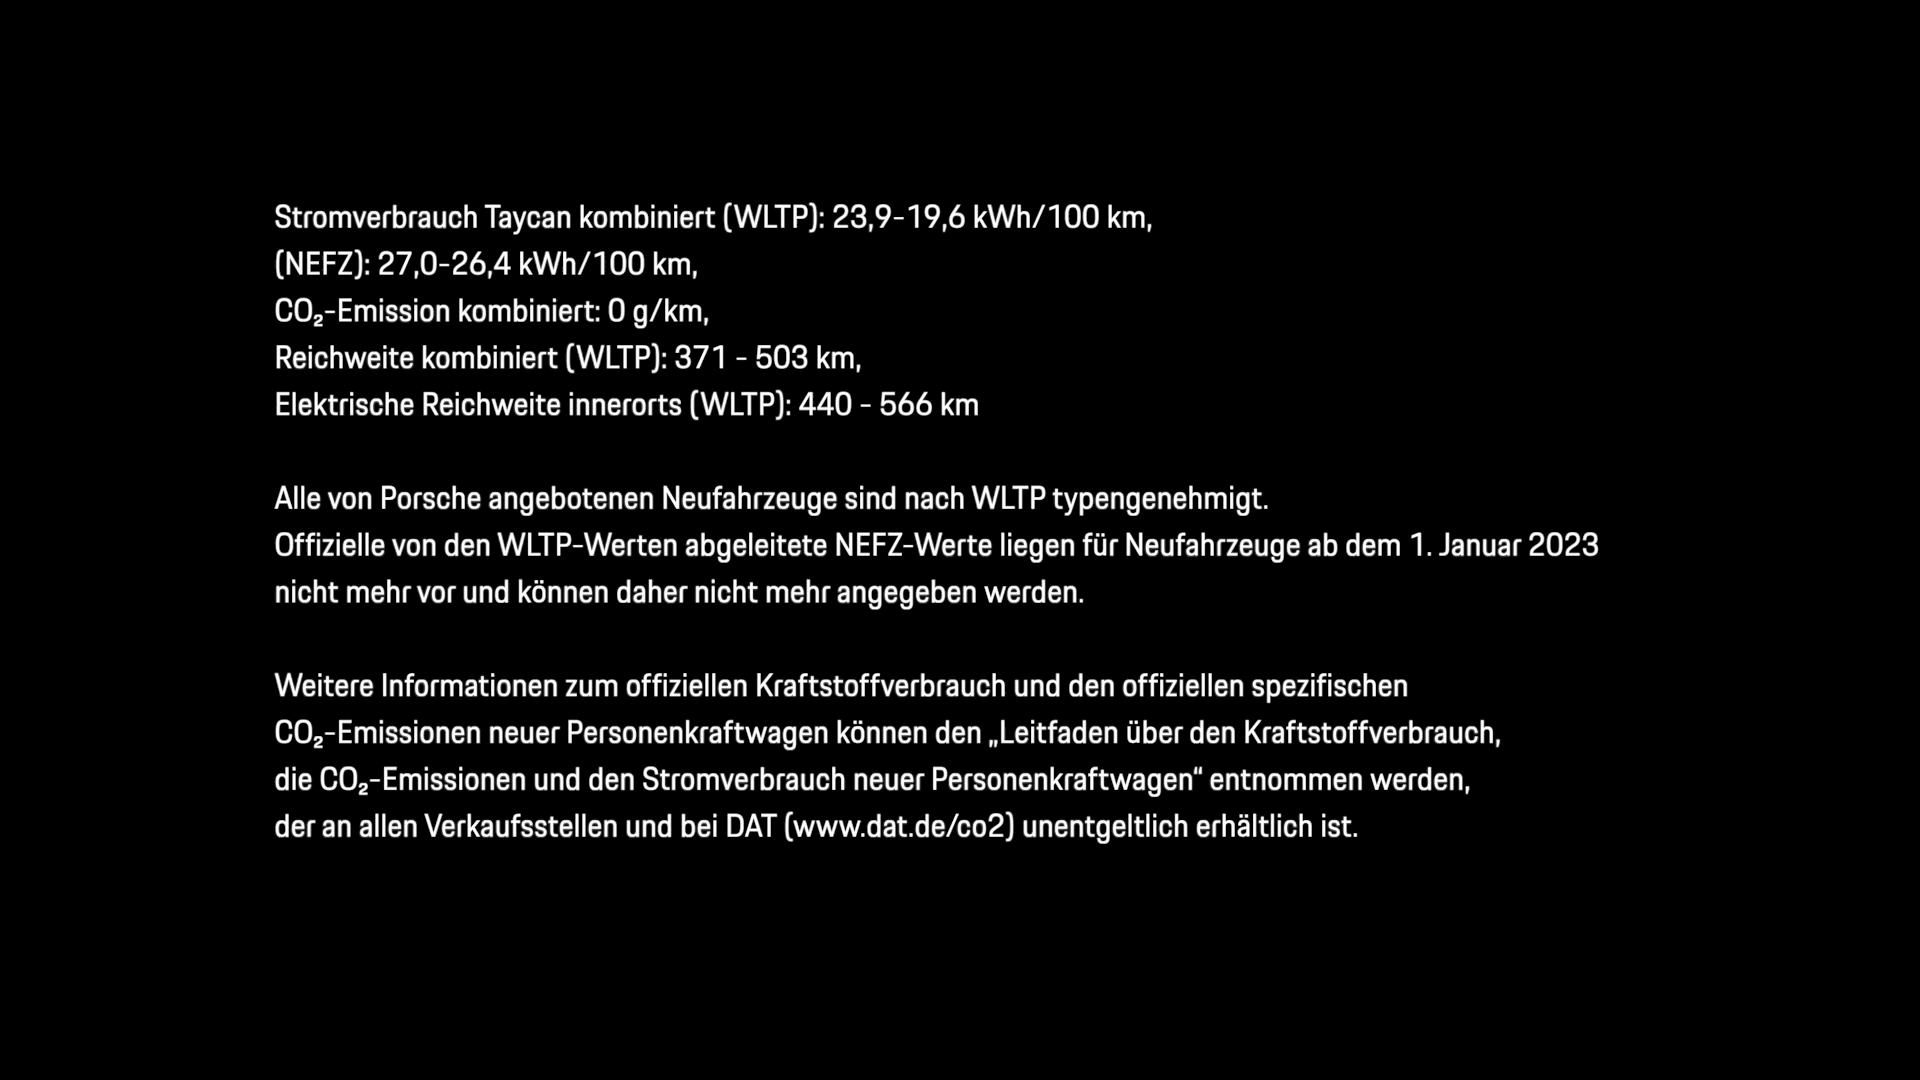 Stromverbrauch Taycan kombiniert (WLTP): 23,9-19,6 kWh/100 km,
(NEFZ): 27,0-26,4 kWh/100 km,
CO₂-Emission kombiniert: 0 g/km,
Reichweite kombiniert (WLTP): 371 - 503 km,
Elektrische Reichweite innerorts (WLTP): 440 - 566 km
Alle von Porsche angebotenen Neufahrzeuge sind nach WLTP typengenehmigt.
Offizielle von den WLTP-Werten abgeleitete NEFZ-Werte liegen für Neufahrzeuge ab dem 1. Januar 2023
nicht mehr vor und können daher nicht mehr angegeben werden.
Weitere Informationen zum offiziellen Kraftstoffverbrauch und den offiziellen spezifischen
CO₂-Emissionen neuer Personenkraftwagen können den „Leitfaden über den Kraftstoffverbrauch,
die CO₂-Emissionen und den Stromverbrauch neuer Personenkraftwagen“ entnommen werden,
der an allen Verkaufsstellen und bei DAT (www.dat.de/co2) unentgeltlich erhältlich ist.